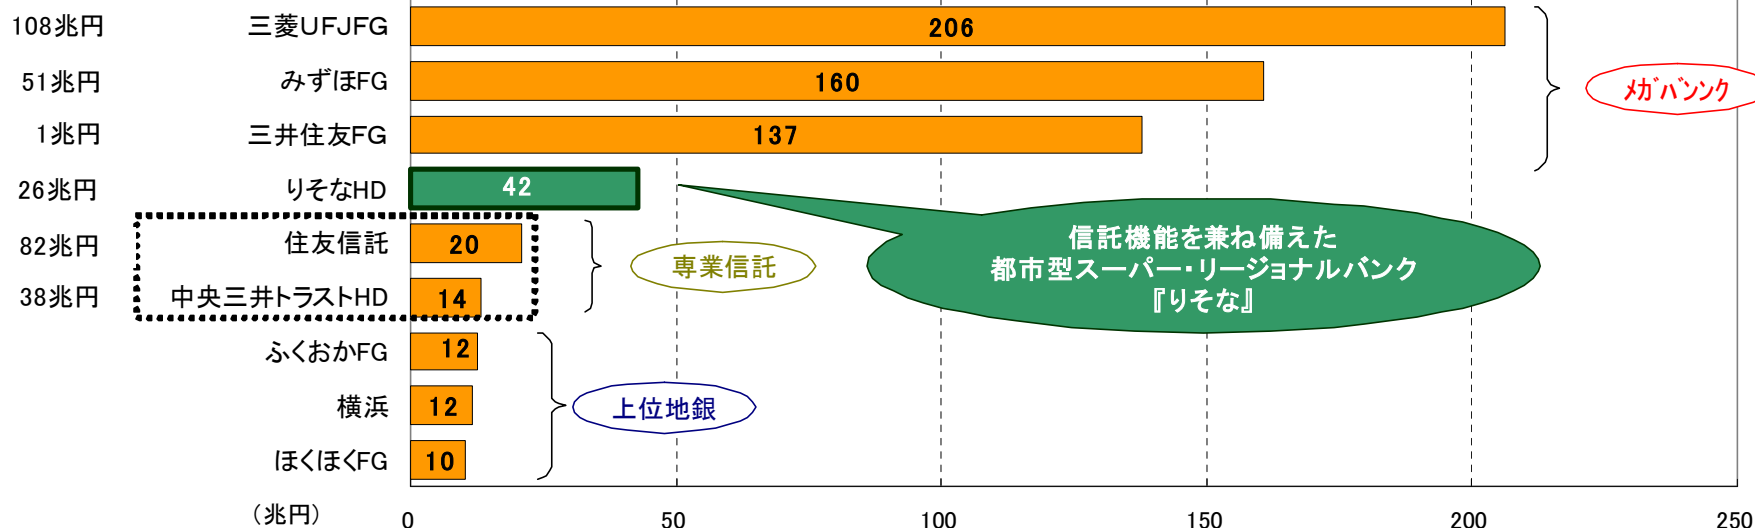 108兆円 三菱UFJFG 206
51兆円 みずほFG 160 ﾒｶﾞﾊﾞﾝﾝｸ
1兆円 三井住友FG 137
26兆円 りそなHD 42
82兆円 住友信託 20 専業信託
信託機能を兼ね備えた
都市型スーパー・リージョナルバンク
『りそな』
38兆円 中央三井トラストHD 14
ふくおかFG 12
横浜 12 上位地銀
ほくほくFG 10
（兆円） 0 50 100 150 200 250